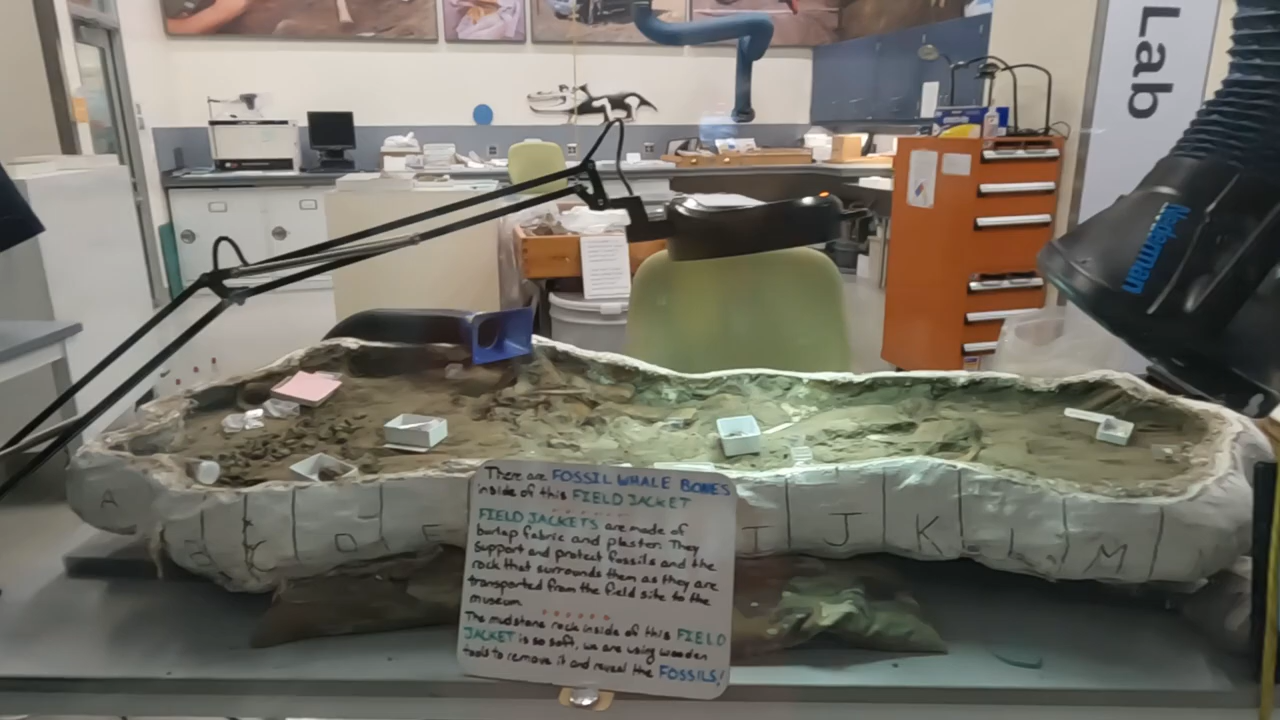 Lab
Nederman
There are FOSSIL WHALE BONES
inside of this FIELD JACKET
FIELD JACKETS are made of
burlap fabric and plaster. They
support and protect fossils and the
rock that surrounds them as they are
transported from the field site to the
museum.
The mudstone rock inside of this FIELD
JACKET is so soft, we are using wooden
tools to remove it and reveal the FOSSILS!
A
C
D
E
I
J
K
L
M